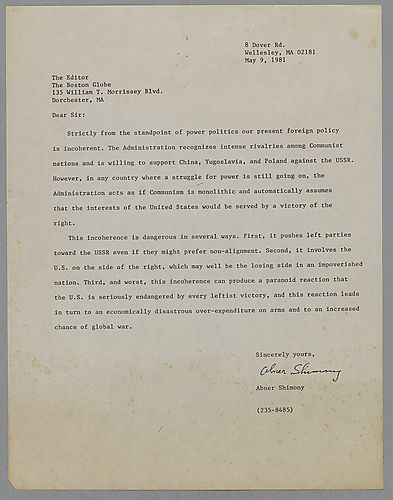 8 Dover Rd.
Wellesley, MA 02181
May 9, 1981
The Editor
The Boston Globe
135 William T. Morrissey Blvd.
Dorchester, MA
Dear Sir:
Strictly from the standpoint of power polities our present foreign policy
is incoherent. The Administration recognizes intense rivalries among Communist
nations and is willing to support China, Yugoslavia, and Poland against the USSR.
However, in any country where a struggle for power is still going on, the
Administration acts as if Communism is monolithic and automatically assumes
that the interests of the United States would be served by a victory of the
right.
This incoherence is dangerous in several ways. First, it pushes left parties
toward the USSR even if they might prefer non-alignment. Second, it involves the
U.S. on the side of the right, which may well be the losing side in an impoverished
nation. Third, and worst, this incoherence can produce a paranoid reaction that
the U.S. is seriously endangered by every leftist victory, and this reaction leads
in turn to an economically disastrous over-expenditure on arms and to an increased
chance of global war.
Sincerely yours,
Abner Shimony
Abner Shimony
(235-8485)